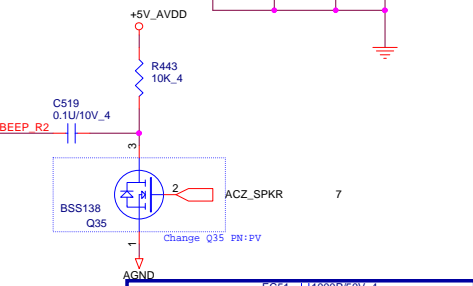 +5V_AVDD
R443
10K_4
C519
0.1U/10V_4
BEEP_R2
3
2
ACZ_SPKR
7
BSS138
Q35
1
Change Q35 PN:PV
AGND